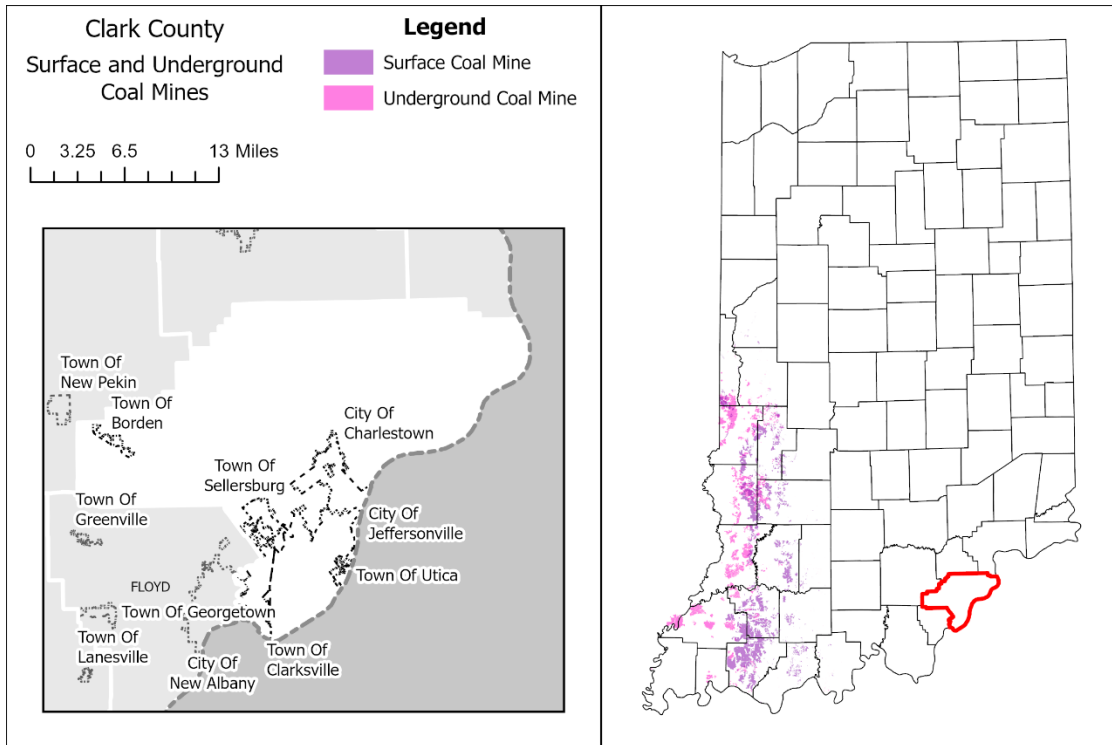 Clark County
Surface and Underground
Coal Mines
Legend
Surface Coal Mine
Underground Coal Mine
0 3.25 6.5 13 Miles
Town Of
New Pekin
Town Of
Borden
City Of
Charlestown
Town Of
Sellersburg
Town Of
Greenville
City Of
Jeffersonville
Town Of Utica
FLOYD
Town Of Georgetown
Town Of
Lanesville
City Of
New Albany
Town Of
Clarksville